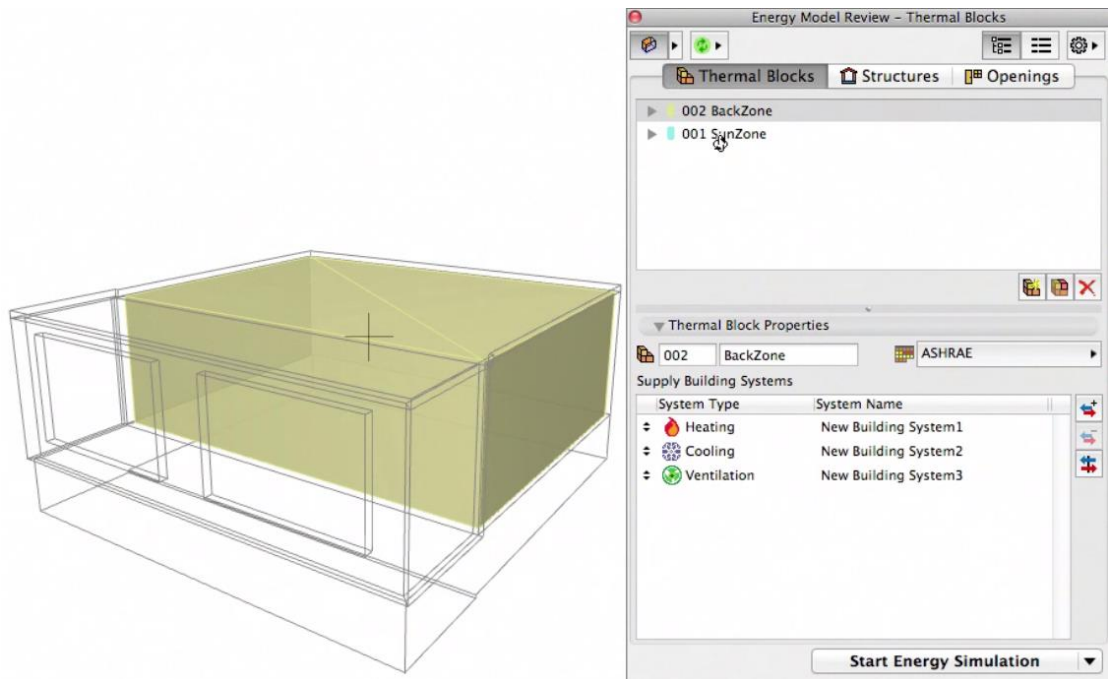 Energy Model Review – Thermal Blocks
Thermal Blocks Structures Openings
002 BackZone
001 SunZone
Thermal Block Properties
002 BackZone ASHRAE
Supply Building Systems
System Type System Name
Heating New Building System1
Cooling New Building System2
Ventilation New Building System3
Start Energy Simulation